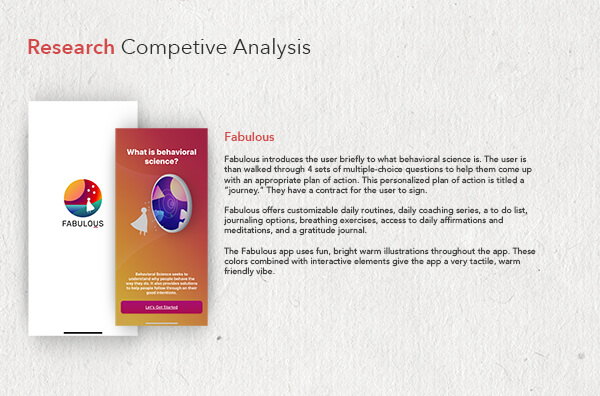 Research Competive Analysis
FABULOUS
What is behavioral
science?
Behavioral Science seeks to
understand why people behave the
way they do. It also provides solutions
to help people follow through on their
good intentions.
Let's Get Started
Fabulous
Fabulous introduces the user briefly to what behavioral science is. The user is
than walked through 4 sets of multiple-choice questions to help them come up
with an appropriate plan of action. This personalized plan of action is titled a
“journey.” They have a contract for the user to sign.
Fabulous offers customizable daily routines, daily coaching series, a to do list,
journaling options, breathing exercises, access to daily affirmations and
meditations, and a gratitude journal.
The Fabulous app uses fun, bright warm illustrations throughout the app. These
colors combined with interactive elements give the app a very tactile, warm
friendly vibe.